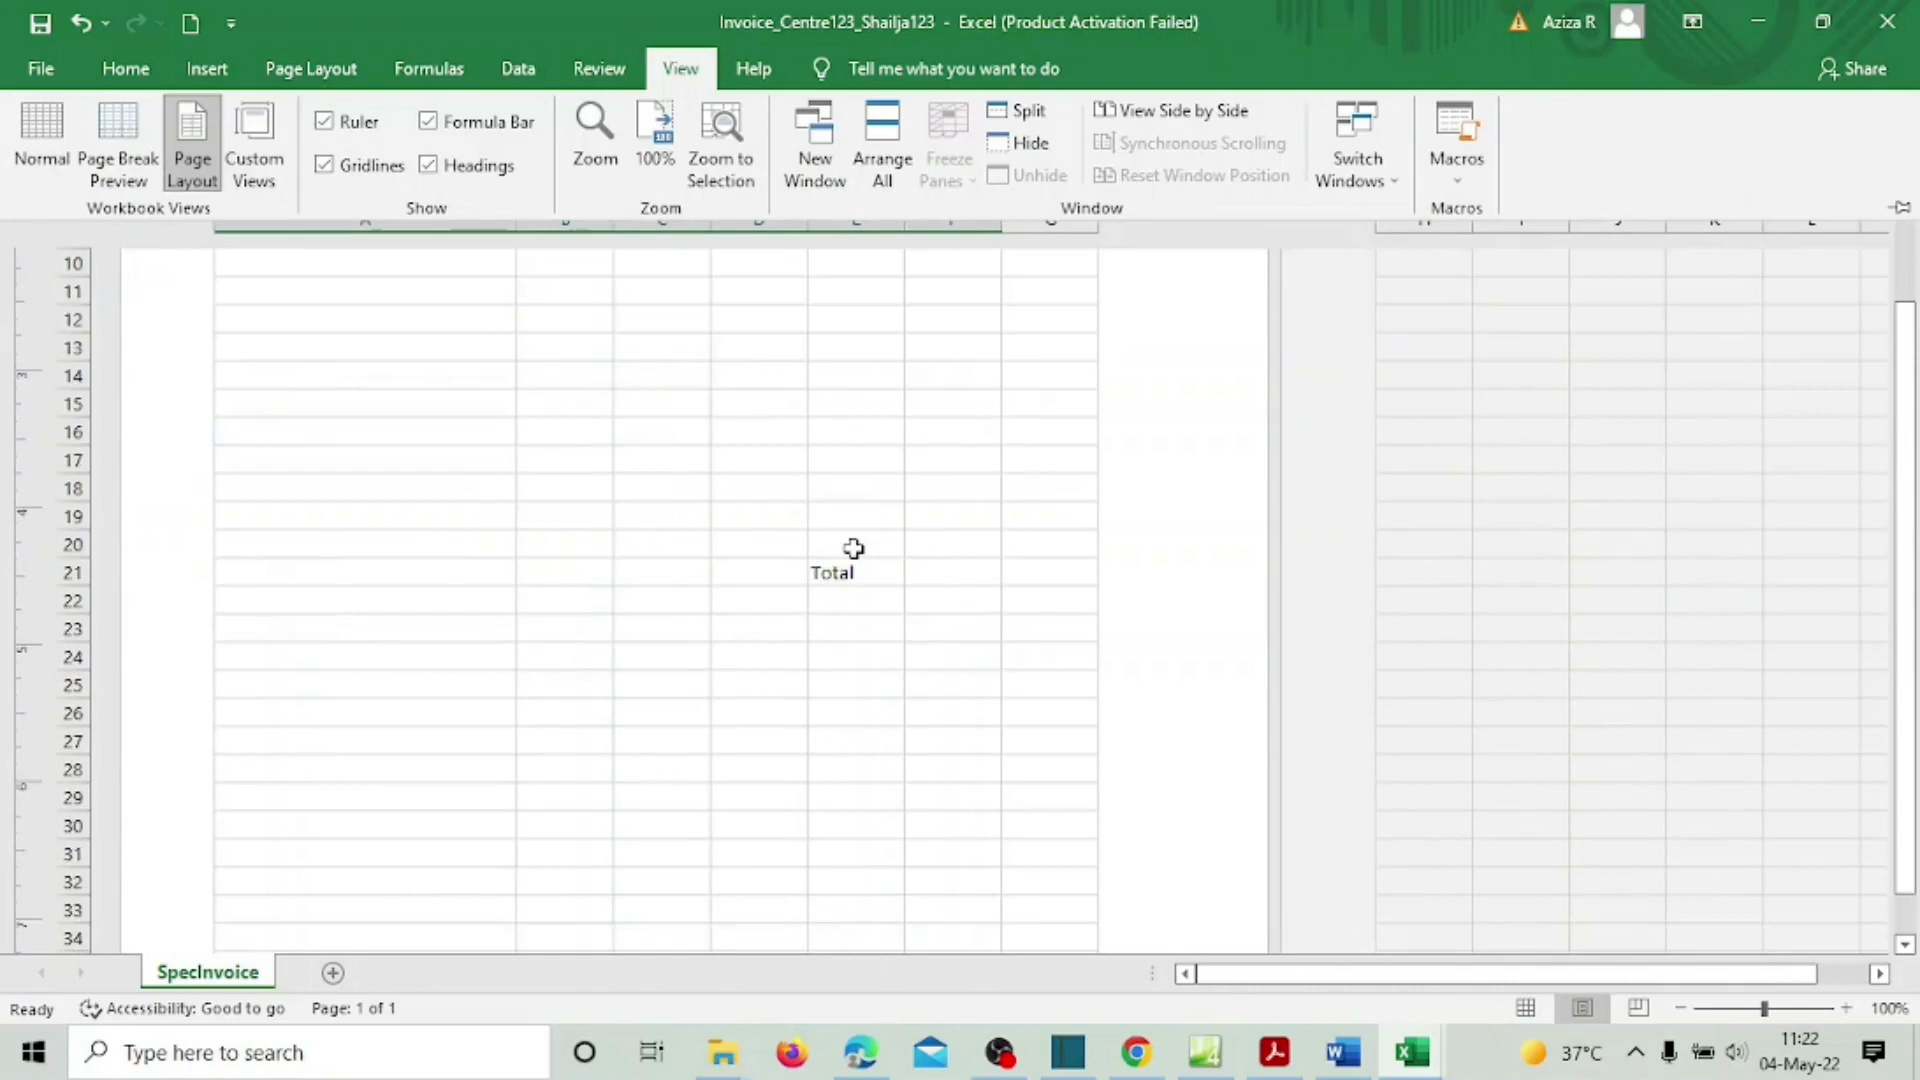 Invoice_Centre123_Shailja123 - Excel (Product Activation Failed)
Aziza R
File Home Insert Page Layout Formulas Data Review View Help Tell me what you want to do Share
Normal
Page Break Preview
Page Layout
Custom Views
Workbook Views
Ruler
Formula Bar
Gridlines
Headings
Show
Zoom
100%
Zoom to Selection
Zoom
New Window
Arrange All
Freeze Panes
Split
Hide
Unhide
View Side by Side
Synchronous Scrolling
Reset Window Position
Switch Windows
Window
Macros
Macros
10
11
12
13
14
15
16
17
18
19
20
21 Total
22
23
24
25
26
27
28
29
30
31
32
33
34
3
4
5
6
7
SpecInvoice
Ready Accessibility: Good to go Page: 1 of 1 100%
Type here to search
37°C
11:22
04-May-22